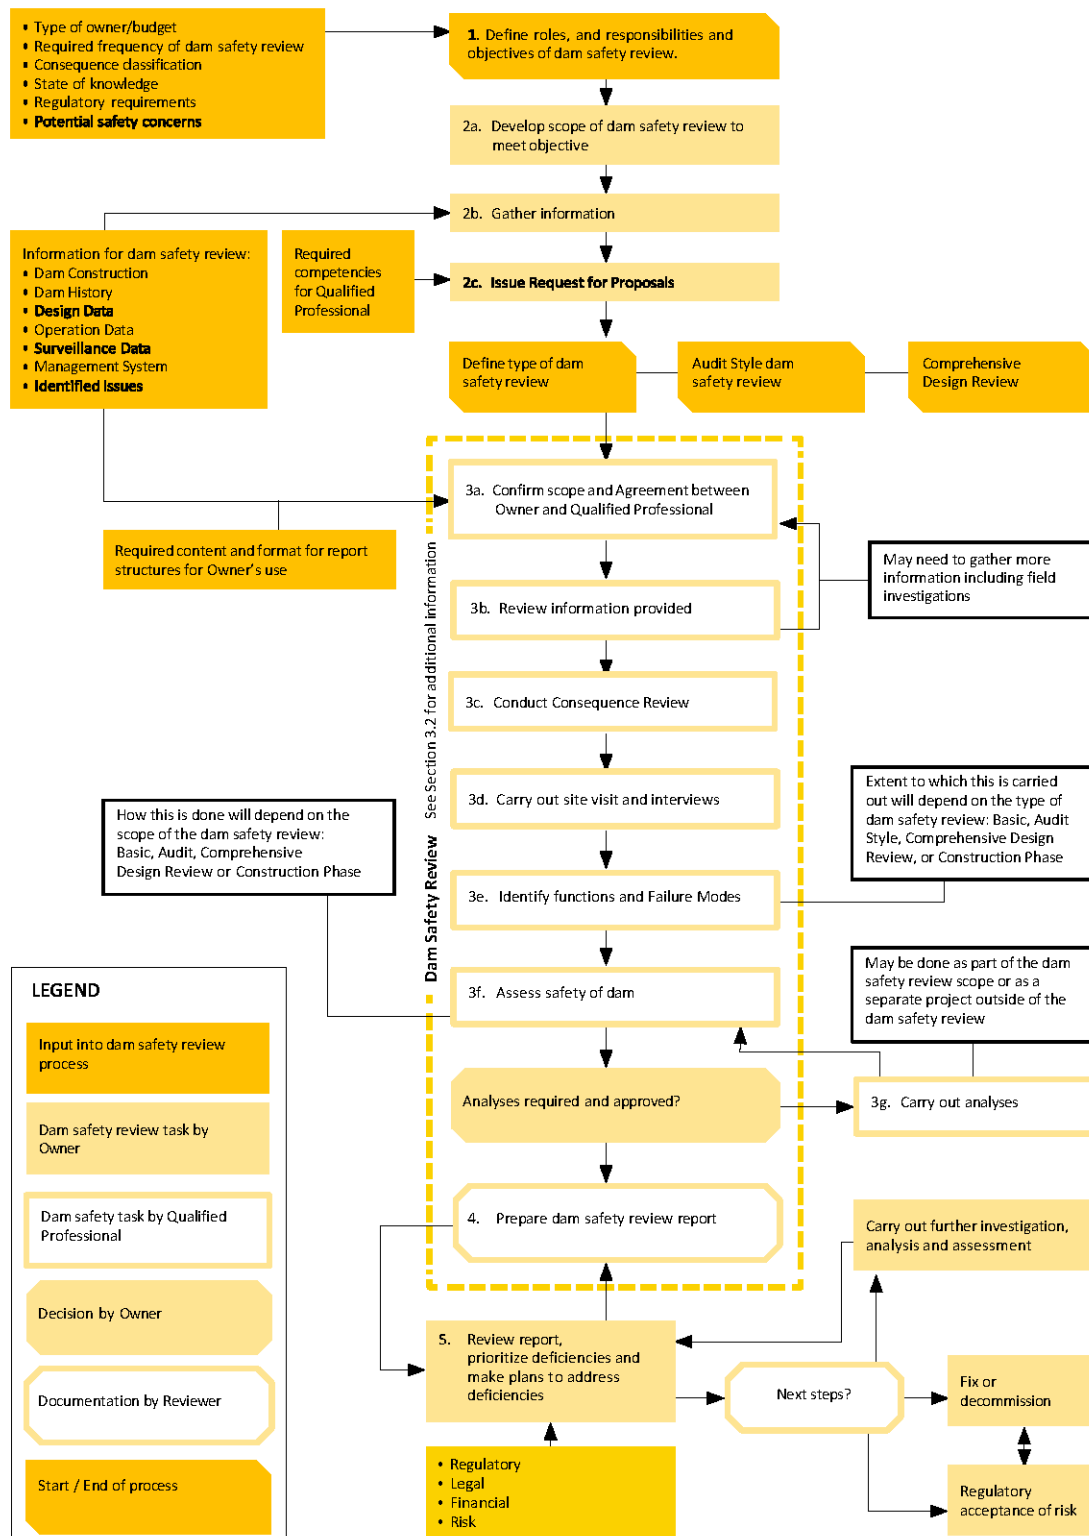 • Type of owner/budget
• Required frequency of dam safety review
• Consequence classification
• State of knowledge
• Regulatory requirements
• Potential safety concerns
1. Define roles, and responsibilities and
objectives of dam safety review.
2a. Develop scope of dam safety review to
meet objective
2b. Gather information
Information for dam safety review:
• Dam Construction
• Dam History
• Design Data
• Operation Data
• Surveillance Data
• Management System
• Identified Issues
Required
competencies
for Qualified
Professional
2c. Issue Request for Proposals
Define type of dam
safety review
Audit Style dam
safety review
Comprehensive
Design Review
3a. Confirm scope and Agreement between
Owner and Qualified Professional
Required content and format for report
structures for Owner's use
May need to gather more
information including field
investigations
3b. Review information provided
Dam Safety Review See Section 3.2 for additional information
3c. Conduct Consequence Review
3d. Carry out site visit and interviews
Extent to which this is carried
out will depend on the type of
dam safety review: Basic, Audit
Style, Comprehensive Design
Review, or Construction Phase
How this is done will depend on the
scope of the dam safety review:
Basic, Audit, Comprehensive
Design Review or Construction Phase
3e. Identify functions and Failure Modes
3f. Assess safety of dam
May be done as part of the dam
safety review scope or as a
separate project outside of the
dam safety review
Analyses required and approved?
3g. Carry out analyses
4. Prepare dam safety review report
Carry out further investigation,
analysis and assessment
5. Review report,
prioritize deficiencies and
make plans to address
deficiencies
Next steps?
Fix or
decommission
Regulatory
acceptance of risk
• Regulatory
• Legal
• Financial
• Risk
LEGEND
Input into dam safety review
process
Dam safety review task by
Owner
Dam safety task by Qualified
Professional
Decision by Owner
Documentation by Reviewer
Start / End of process